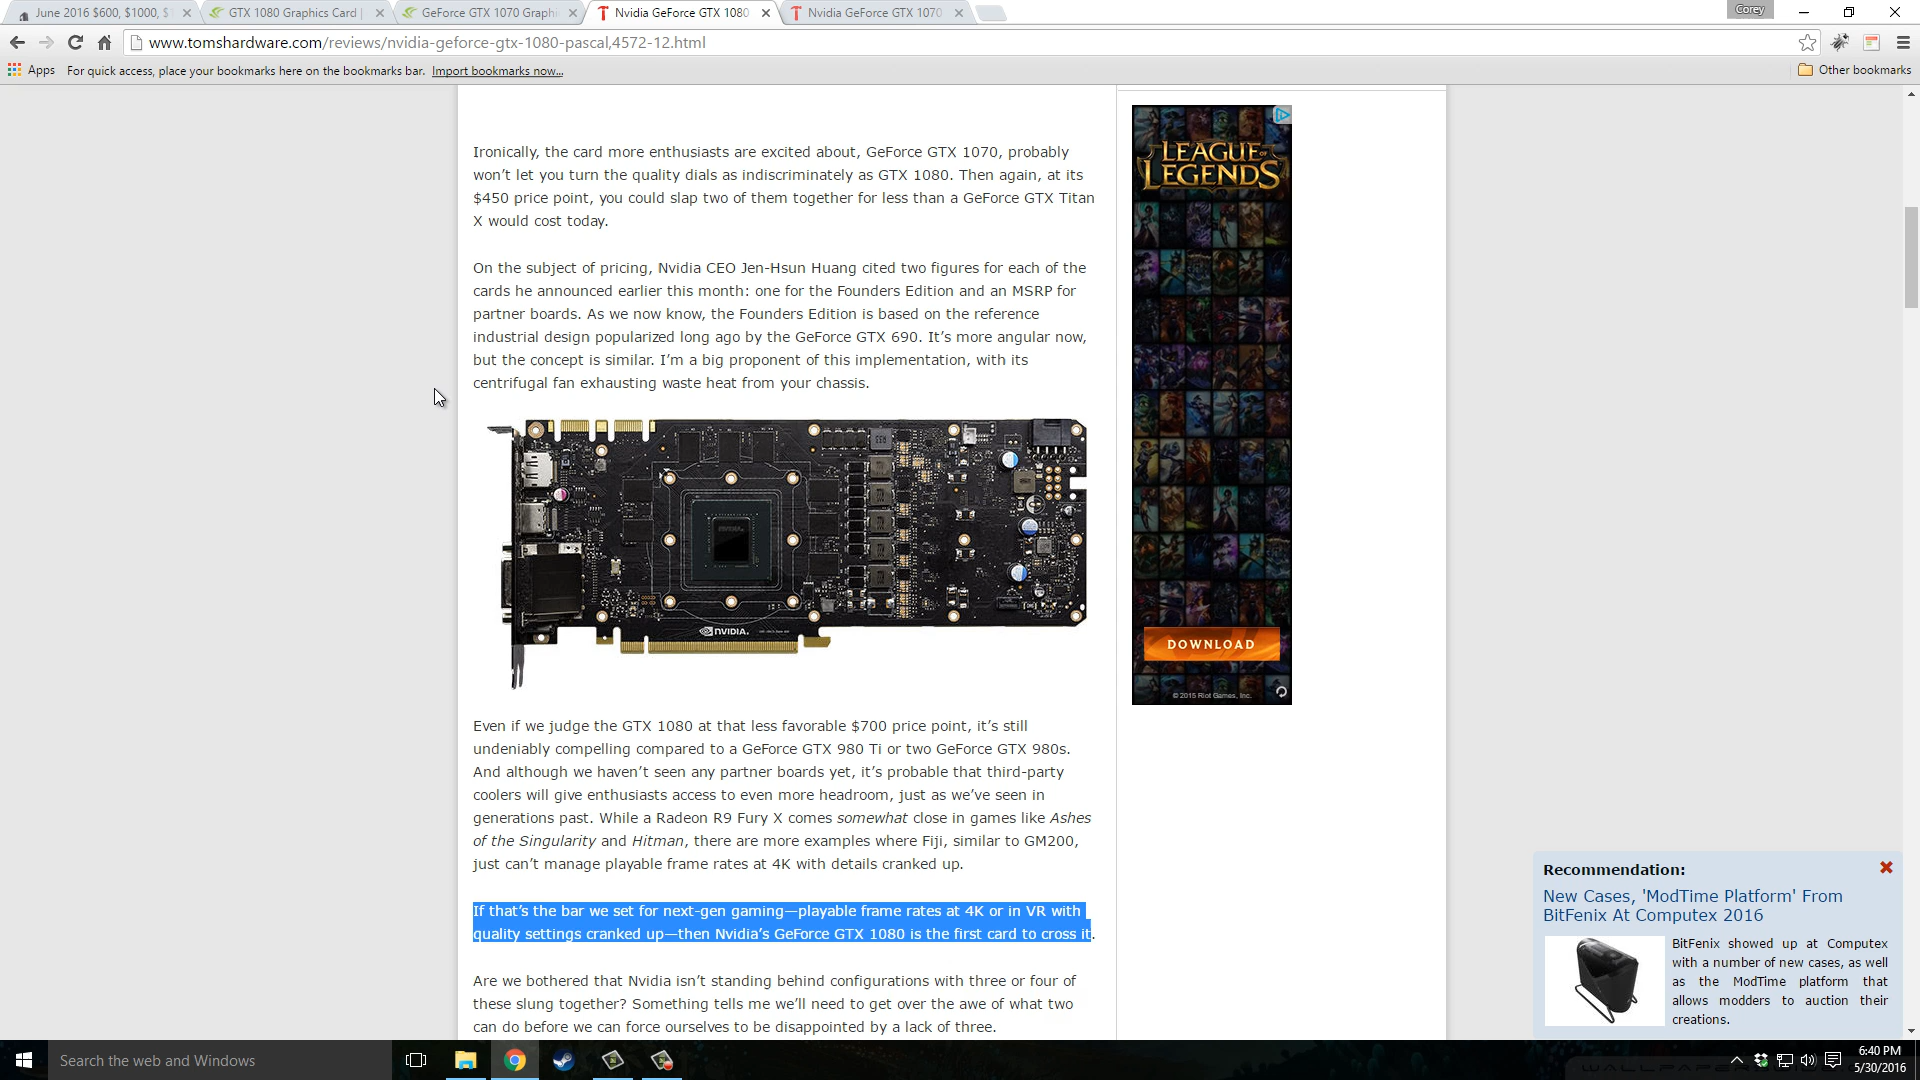 June 2016 $600, $1000, $
GTX 1080 Graphics Card |
GeForce GTX 1070 Graphi
Nvidia GeForce GTX 1080
Nvidia GeForce GTX 1070
Corey
www.tomshardware.com/reviews/nvidia-geforce-gtx-1080-pascal,4572-12.html
Apps For quick access, place your bookmarks here on the bookmarks bar. Import bookmarks now...
Other bookmarks
Ironically, the card more enthusiasts are excited about, GeForce GTX 1070, probably
won’t let you turn the quality dials as indiscriminately as GTX 1080. Then again, at its
$450 price point, you could slap two of them together for less than a GeForce GTX Titan
X would cost today.
On the subject of pricing, Nvidia CEO Jen-Hsun Huang cited two figures for each of the
cards he announced earlier this month: one for the Founders Edition and an MSRP for
partner boards. As we now know, the Founders Edition is based on the reference
industrial design popularized long ago by the GeForce GTX 690. It’s more angular now,
but the concept is similar. I’m a big proponent of this implementation, with its
centrifugal fan exhausting waste heat from your chassis.
NVIDIA.
Even if we judge the GTX 1080 at that less favorable $700 price point, it’s still
undeniably compelling compared to a GeForce GTX 980 Ti or two GeForce GTX 980s.
And although we haven’t seen any partner boards yet, it’s probable that third-party
coolers will give enthusiasts access to even more headroom, just as we’ve seen in
generations past. While a Radeon R9 Fury X comes somewhat close in games like Ashes
of the Singularity and Hitman, there are more examples where Fiji, similar to GM200,
just can’t manage playable frame rates at 4K with details cranked up.
If that’s the bar we set for next-gen gaming—playable frame rates at 4K or in VR with
quality settings cranked up—then Nvidia’s GeForce GTX 1080 is the first card to cross it.
Are we bothered that Nvidia isn’t standing behind configurations with three or four of
these slung together? Something tells me we’ll need to get over the awe of what two
can do before we can force ourselves to be disappointed by a lack of three.
LEAGUE OF
LEGENDS
DOWNLOAD
© 2015 Riot Games, Inc.
Recommendation:
New Cases, 'ModTime Platform' From
BitFenix At Computex 2016
BitFenix showed up at Computex
with a number of new cases, as well
as the ModTime platform that
allows modders to auction their
creations.
Search the web and Windows
6:40 PM
5/30/2016